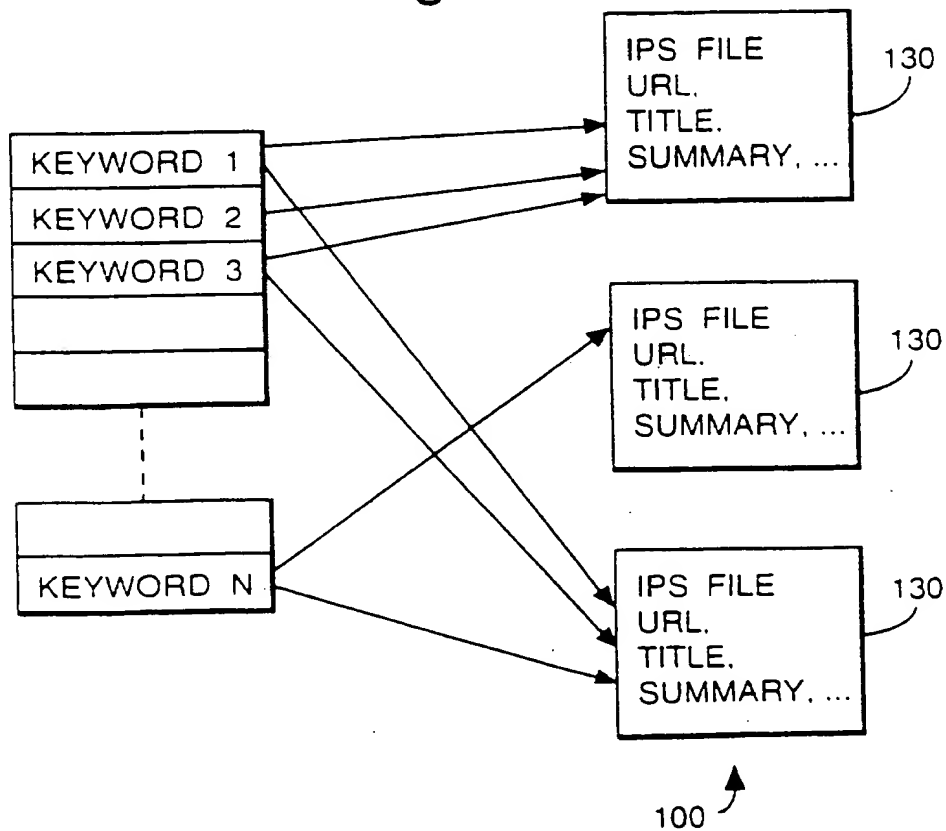 g
IPS FILE
URL.
TITLE.
SUMMARY, ...
130
KEYWORD 1
KEYWORD 2
KEYWORD 3
IPS FILE
URL.
TITLE.
SUMMARY, ...
130
KEYWORD N
IPS FILE
URL.
TITLE.
SUMMARY, ...
130
100